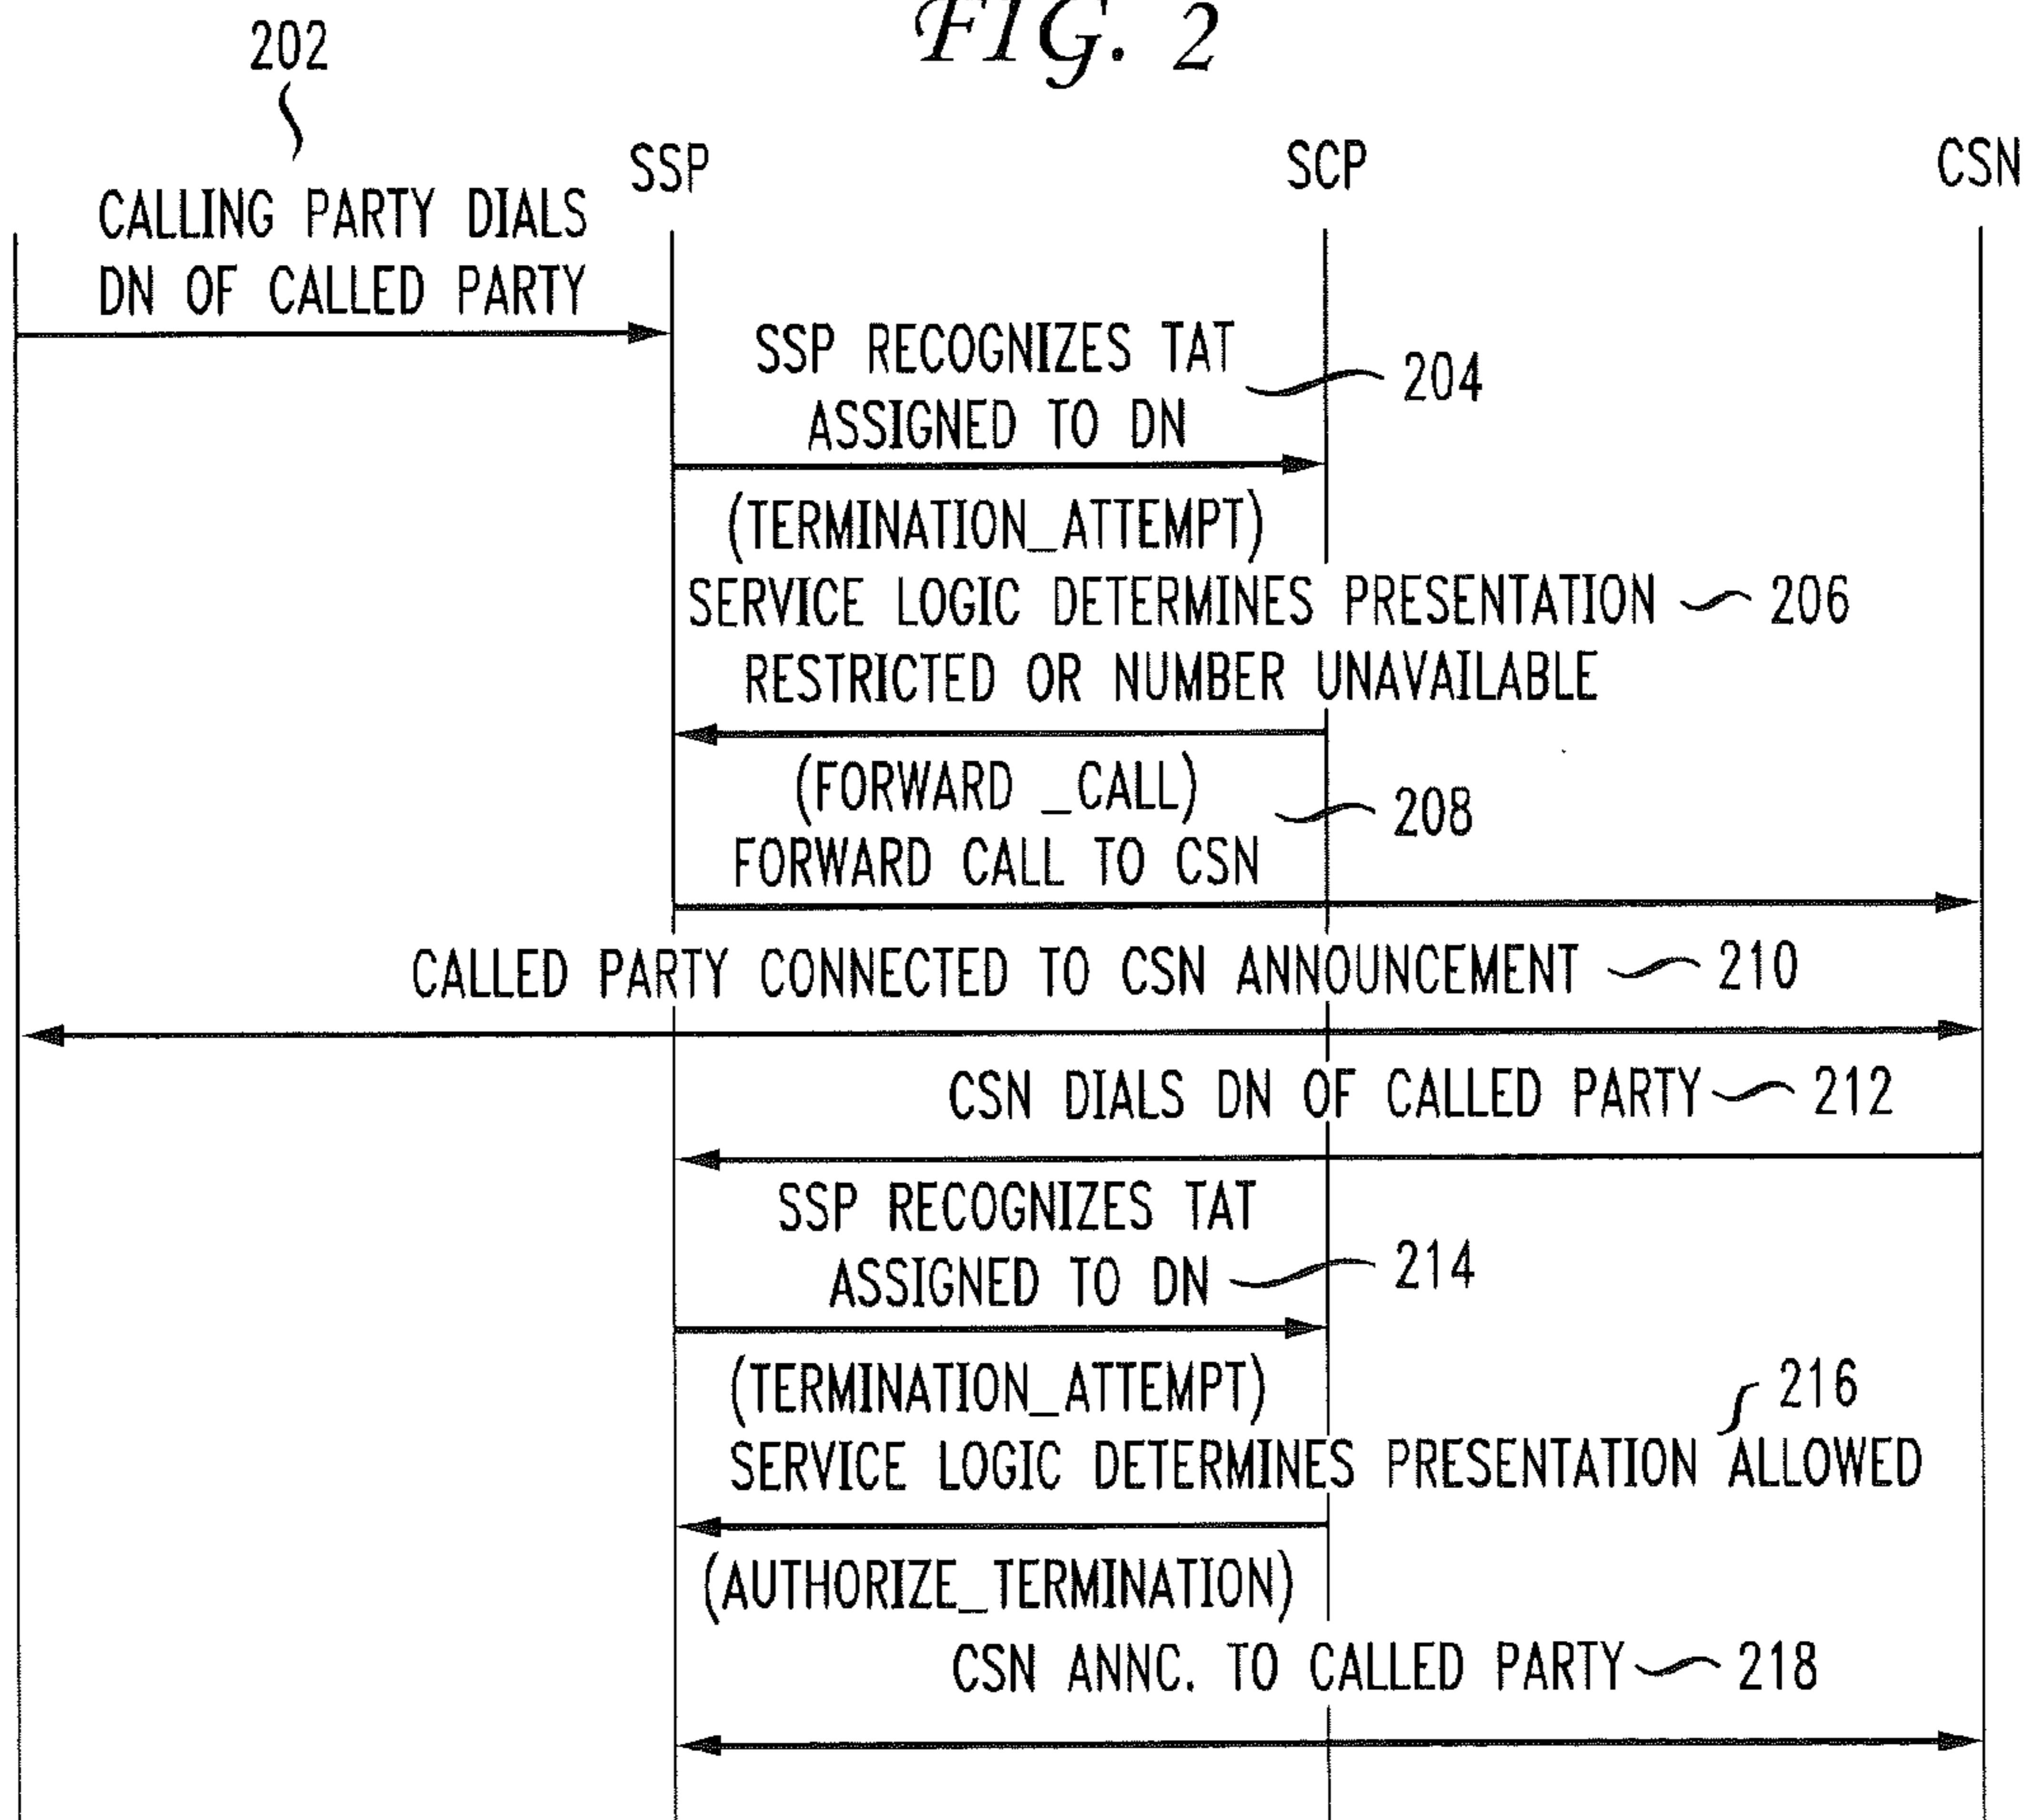 FIG. 2
202
SSP
SCP
CSN
CALLING PARTY DIALS
DN OF CALLED PARTY
SSP RECOGNIZES TAT
204
ASSIGNED TO DN
(TERMINATION_ATTEMPT)
SERVICE LOGIC DETERMINES PRESENTATION 206
RESTRICTED OR NUMBER UNAVAILABLE
(FORWARD _CALL)
208
FORWARD CALL TO CSN
CALLED PARTY CONNECTED TO CSN ANNOUNCEMENT 210
CSN DIALS DN OF CALLED PARTY 212
SSP RECOGNIZES TAT
ASSIGNED TO DN 214
(TERMINATION_ATTEMPT)
216
SERVICE LOGIC DETERMINES PRESENTATION ALLOWED
(AUTHORIZE_TERMINATION)
CSN ANNC. TO CALLED PARTY 218